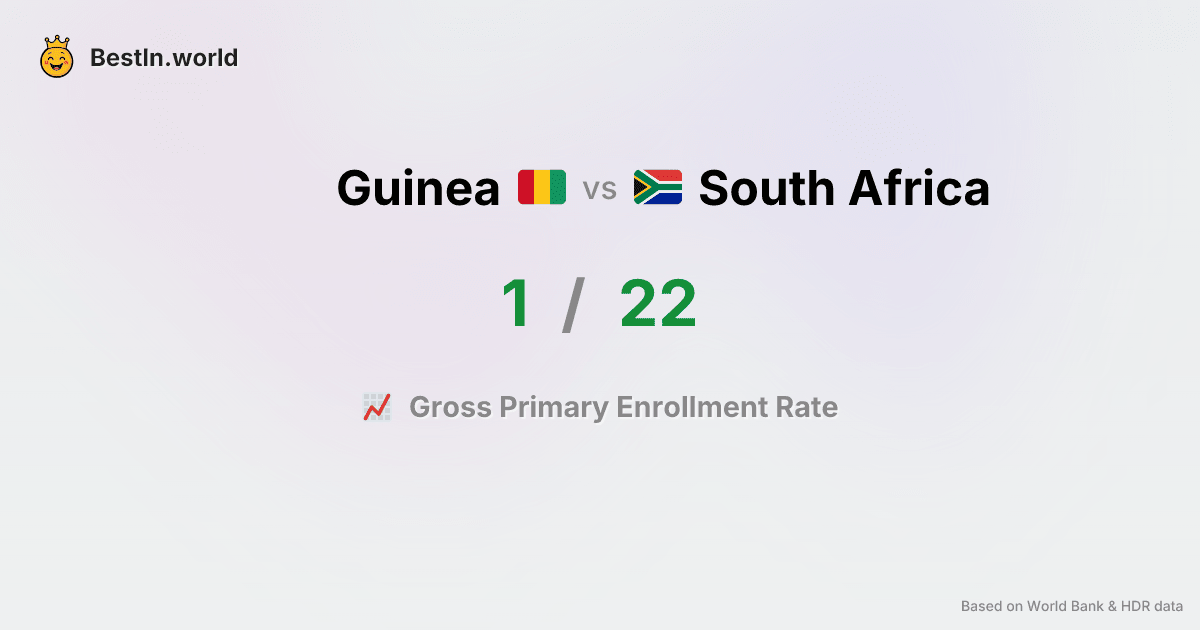 BestIn.world
Guinea vs South Africa
1 / 22
Gross Primary Enrollment Rate
Based on World Bank & HDR data